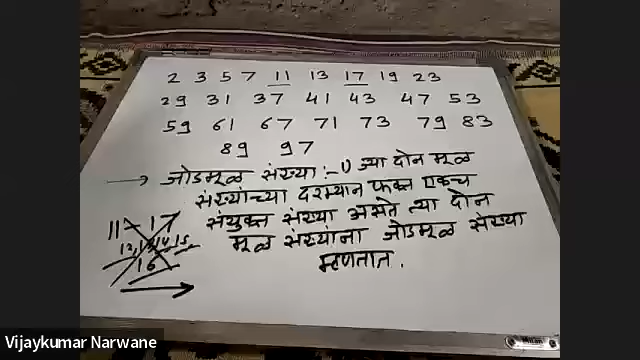 2 3 5 7 11 13 17 19 23
29 31 37 41 43 47 53
59 61 67 71 73 79 83
89 97
→ जोडमूळ संख्या :- 1) ज्या दोन मूळ
संख्यांच्या दरम्यान फक्त एकच
संयुक्त संख्या असते त्या दोन
मूळ संख्यांना जोडमूळ संख्या
म्हणतात.
11 17
12, 13, 14, 15
16
Vijaykumar Narwane